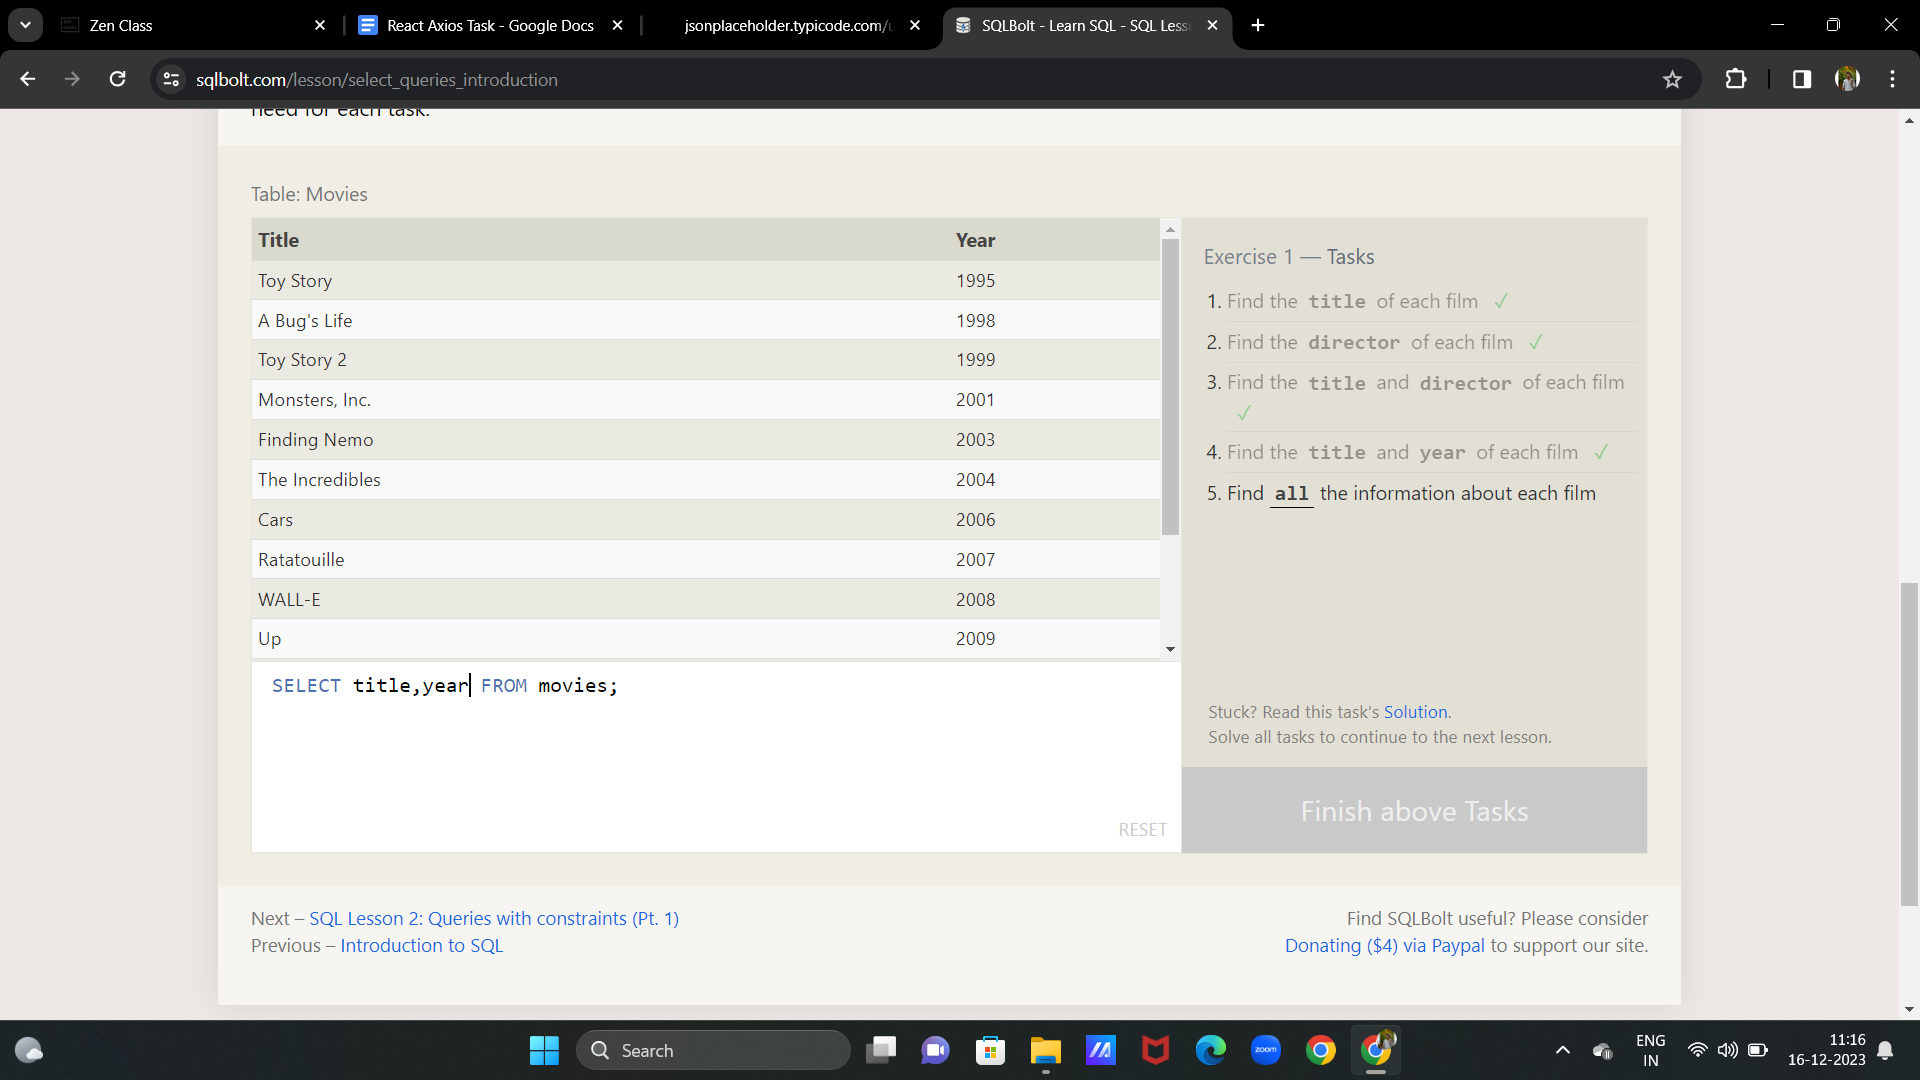 Zen Class
React Axios Task - Google Docs
jsonplaceholder.typicode.com/u
SQLBolt - Learn SQL - SQL Less
sqlbolt.com/lesson/select_queries_introduction
need for each task.
Table: Movies
Title Year
Toy Story 1995
A Bug's Life 1998
Toy Story 2 1999
Monsters, Inc. 2001
Finding Nemo 2003
The Incredibles 2004
Cars 2006
Ratatouille 2007
WALL-E 2008
Up 2009
SELECT title,year FROM movies;
RESET
Exercise 1 — Tasks
1. Find the title of each film ✓
2. Find the director of each film ✓
3. Find the title and director of each film
✓
4. Find the title and year of each film ✓
5. Find all the information about each film
Stuck? Read this task's Solution.
Solve all tasks to continue to the next lesson.
Finish above Tasks
Next – SQL Lesson 2: Queries with constraints (Pt. 1)
Previous – Introduction to SQL
Find SQLBolt useful? Please consider
Donating ($4) via Paypal to support our site.
Search
zoom
ENG
IN
11:16
16-12-2023